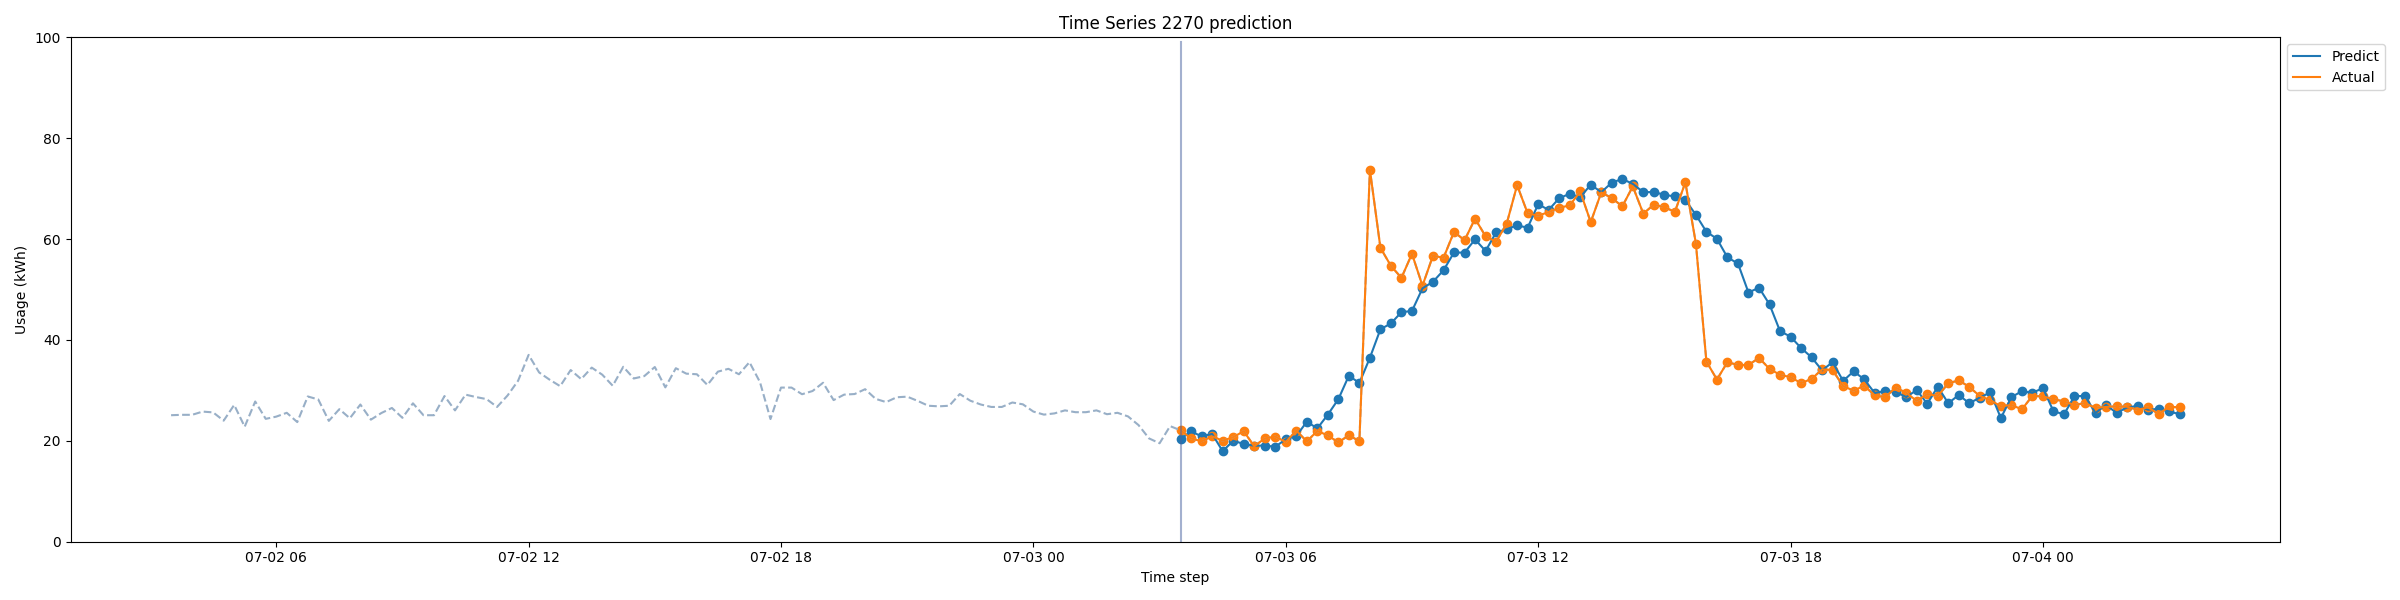 Time Series 2270 prediction
100
80
60
40
20
0
Usage (kWh)
07-02 06
07-02 12
07-02 18
07-03 00
07-03 06
07-03 12
07-03 18
07-04 00
Time step
Predict
Actual